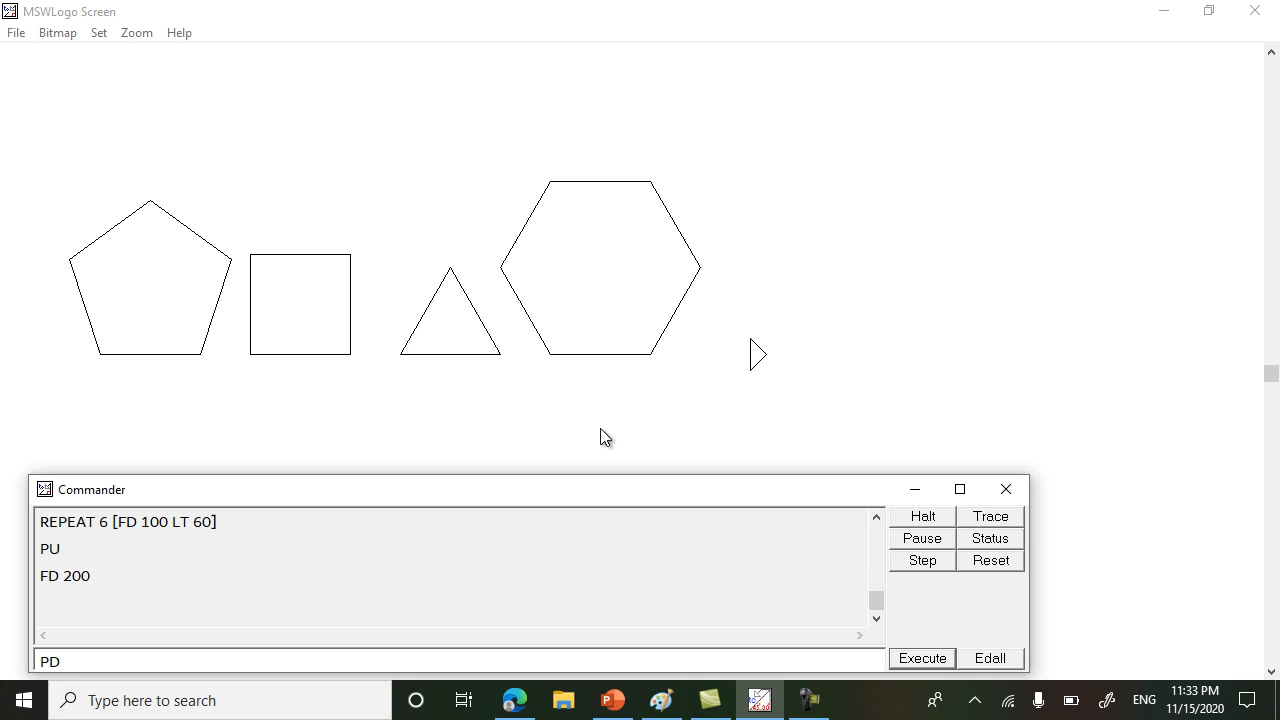 MSWLogo Screen
File Bitmap Set Zoom Help
Commander
REPEAT 6 [FD 100 LT 60]
PU
FD 200
PD
Halt Trace
Pause Status
Step Reset
Execute Edall
Type here to search
ENG
11:33 PM
11/15/2020